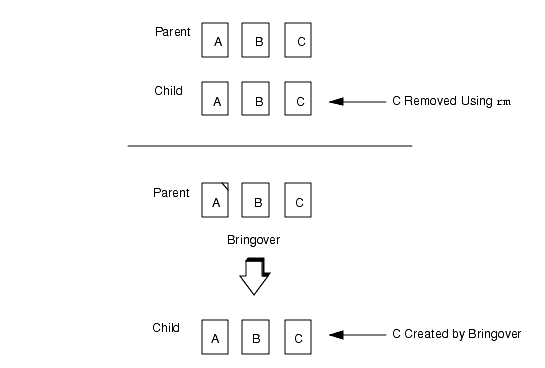 Parent A B C
Child A B C C Removed Using rm
Parent A B C
Bringover
Child A B C C Created by Bringover